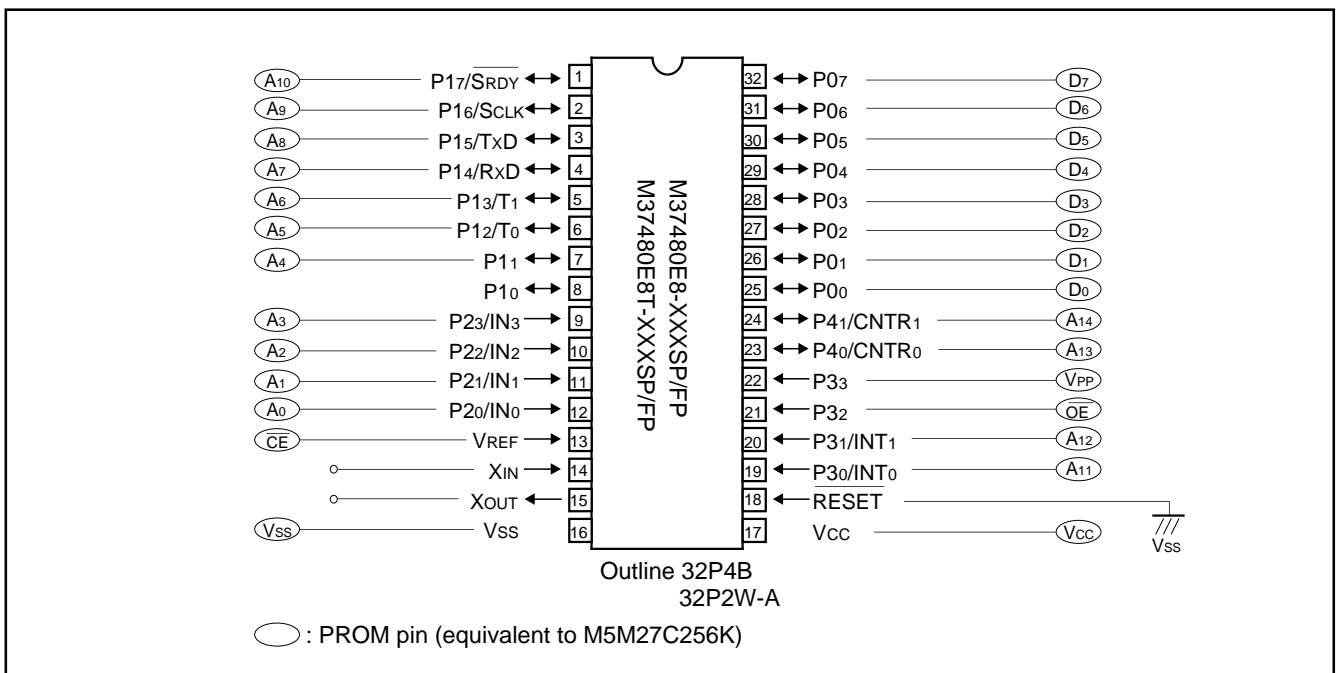 A10 P17/SRDY 1 32 P07 D7
A9 P16/SCLK 2 31 P06 D6
A8 P15/TXD 3 30 P05 D5
A7 P14/RXD 4 29 P04 D4
A6 P13/T1 5 28 P03 D3
A5 P12/T0 6 27 P02 D2
A4 P11 7 26 P01 D1
P10 8 25 P00 D0
A3 P23/IN3 9 24 P41/CNTR1 A14
A2 P22/IN2 10 23 P40/CNTR0 A13
A1 P21/IN1 11 22 P33 VPP
A0 P20/IN0 12 21 P32 OE
CE VREF 13 20 P31/INT1 A12
XIN 14 19 P30/INT0 A11
XOUT 15 18 RESET
VSS VSS 16 17 VCC VCC VSS
M37480E8-XXXSP/FP
M37480E8T-XXXSP/FP
Outline 32P4B
32P2W-A
: PROM pin (equivalent to M5M27C256K)